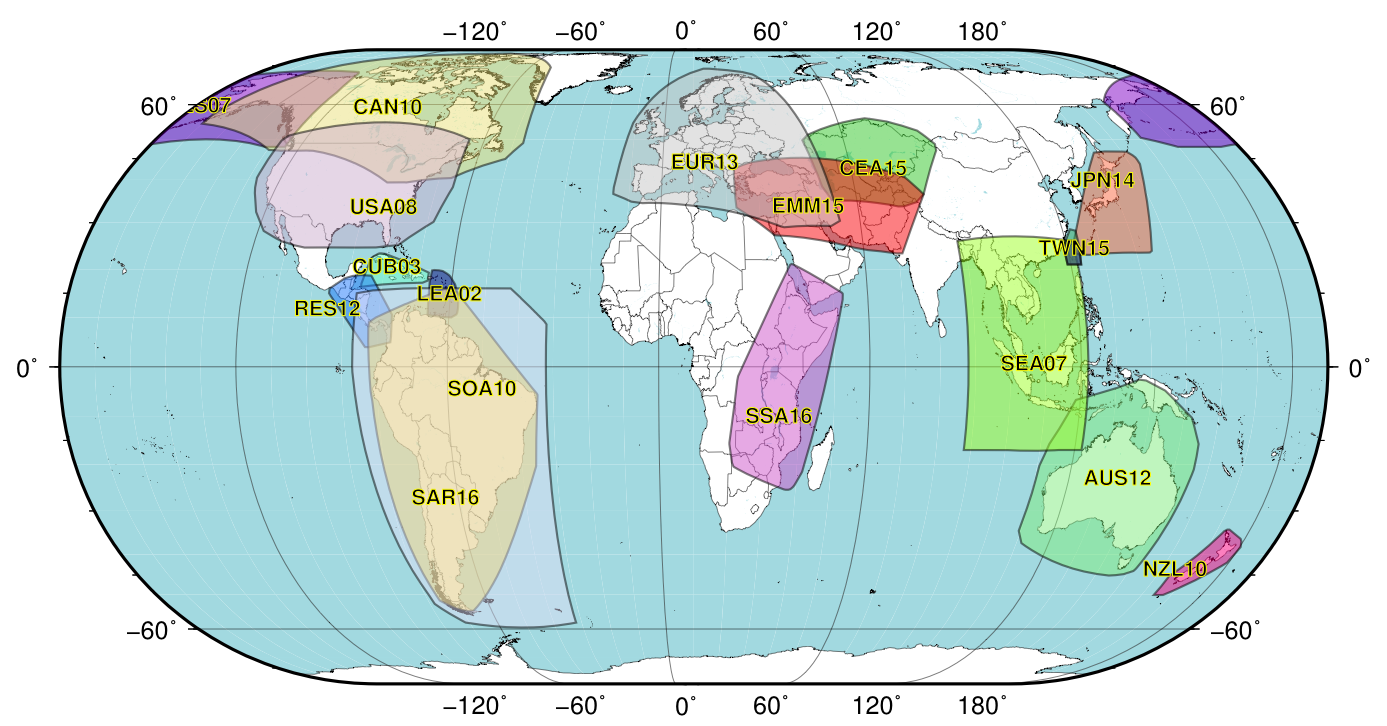 −120° −60° 0° 60° 120° 180°
60° 60°
CAN10
EUR13
CEA15
JPN14
EMM15
USA08
TWN15
CUB03
LEA02
RES12
0° 0°
SEA07
SOA10
SSA16
AUS12
SAR16
NZL10
−60° −60°
−120° −60° 0° 60° 120° 180°